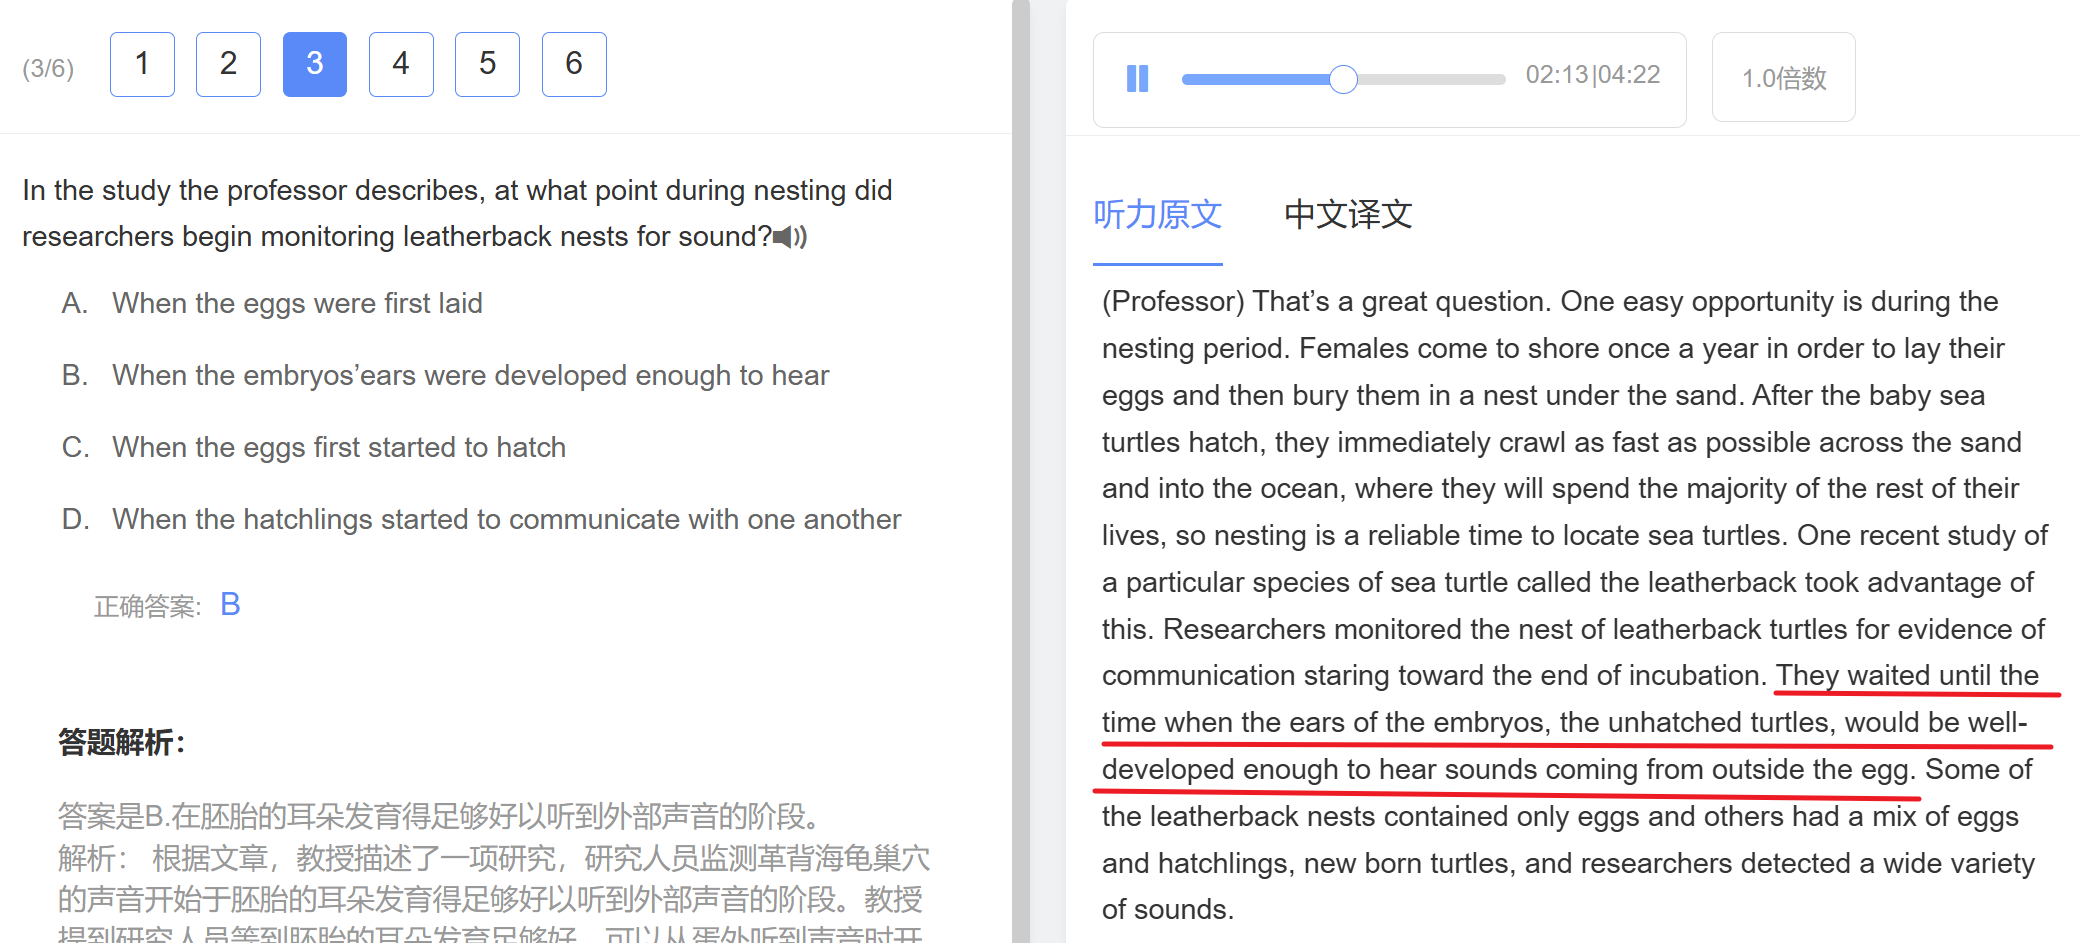 (3/6) 1 2 3 4 5 6
In the study the professor describes, at what point during nesting did
researchers begin monitoring leatherback nests for sound?
A. When the eggs were first laid
B. When the embryos’ears were developed enough to hear
C. When the eggs first started to hatch
D. When the hatchlings started to communicate with one another
正确答案: B
答题解析：
答案是B.在胚胎的耳朵发育得足够好以听到外部声音的阶段。
解析： 根据文章，教授描述了一项研究，研究人员监测革背海龟巢穴
的声音开始于胚胎的耳朵发育得足够好以听到外部声音的阶段。教授
提到研究人员等到胚胎的耳朵发育足够好，可以从蛋外听到声音时开
02:13|04:22 1.0倍数
听力原文 中文译文
(Professor) That’s a great question. One easy opportunity is during the
nesting period. Females come to shore once a year in order to lay their
eggs and then bury them in a nest under the sand. After the baby sea
turtles hatch, they immediately crawl as fast as possible across the sand
and into the ocean, where they will spend the majority of the rest of their
lives, so nesting is a reliable time to locate sea turtles. One recent study of
a particular species of sea turtle called the leatherback took advantage of
this. Researchers monitored the nest of leatherback turtles for evidence of
communication staring toward the end of incubation. They waited until the
time when the ears of the embryos, the unhatched turtles, would be well-
developed enough to hear sounds coming from outside the egg. Some of
the leatherback nests contained only eggs and others had a mix of eggs
and hatchlings, new born turtles, and researchers detected a wide variety
of sounds.